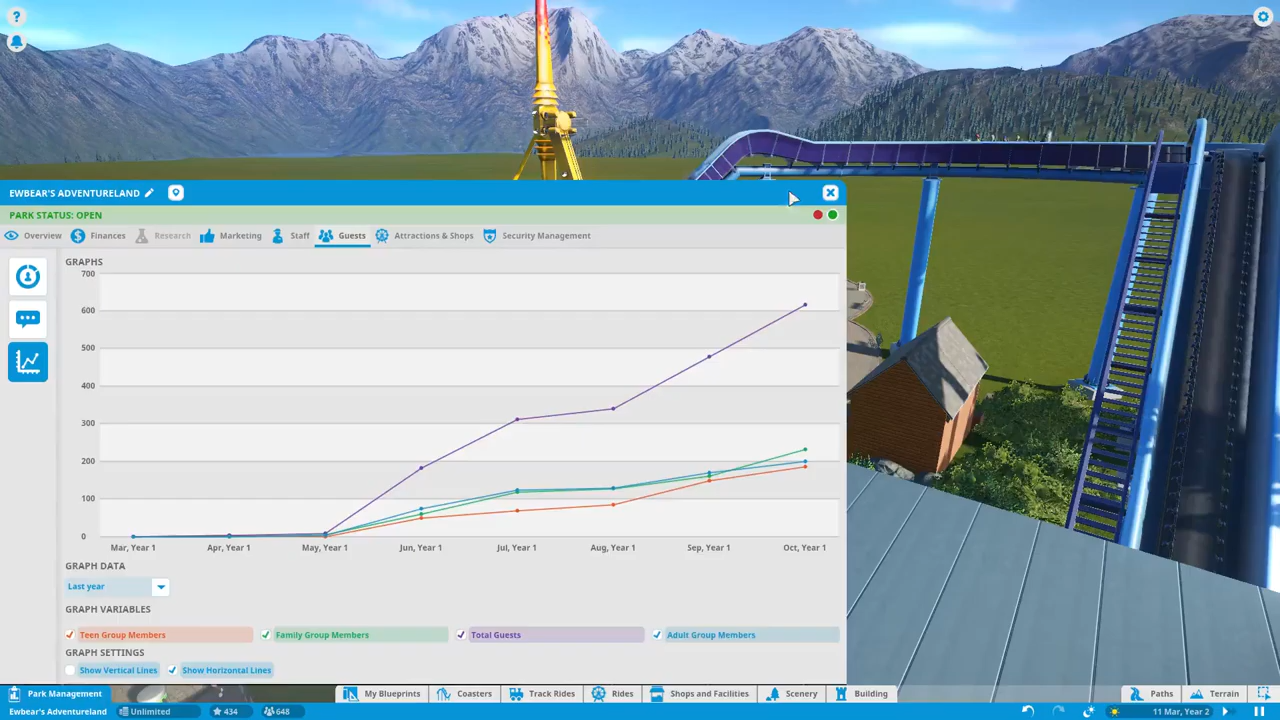 ?
EWBEAR'S ADVENTURELAND
PARK STATUS: OPEN
Overview Finances Research Marketing Staff Guests Attractions & Shops Security Management
GRAPHS
700
600
500
400
300
200
100
0
Mar, Year 1 Apr, Year 1 May, Year 1 Jun, Year 1 Jul, Year 1 Aug, Year 1 Sep, Year 1 Oct, Year 1
GRAPH DATA
Last year
GRAPH VARIABLES
Teen Group Members Family Group Members Total Guests Adult Group Members
GRAPH SETTINGS
Show Vertical Lines Show Horizontal Lines
Park Management My Blueprints Coasters Track Rides Rides Shops and Facilities Scenery Building Paths Terrain
Ewbear's Adventureland Unlimited 434 648 11 Mar, Year 2